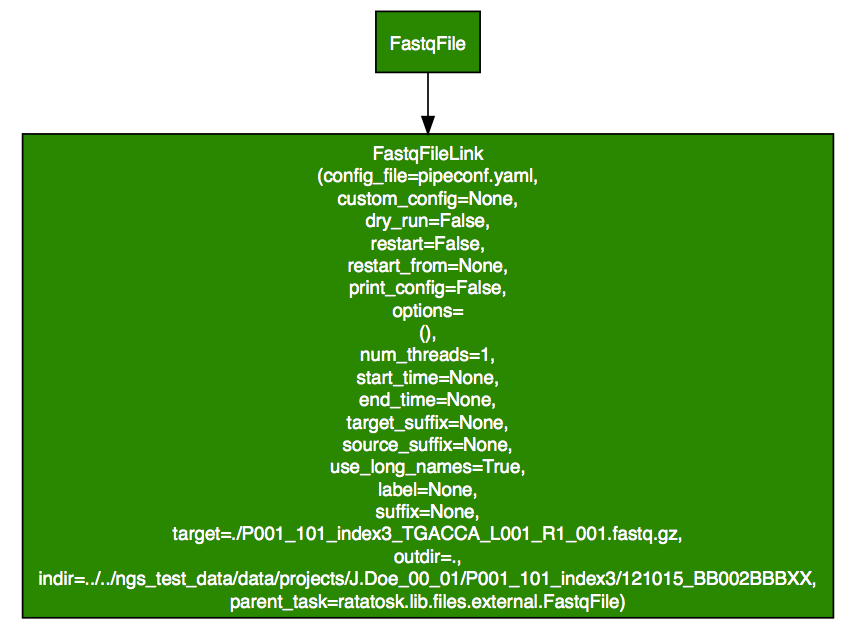 FastqFile
FastqFileLink
(config_file=pipeconf.yaml,
custom_config=None,
dry_run=False,
restart=False,
restart_from=None,
print_config=False,
options=
(),
num_threads=1,
start_time=None,
end_time=None,
target_suffix=None,
source_suffix=None,
use_long_names=True,
label=None,
suffix=None,
target=./P001_101_index3_TGACCA_L001_R1_001.fastq.gz,
outdir=.,
indir=../../ngs_test_data/data/projects/J.Doe_00_01/P001_101_index3/121015_BB002BBBXX,
parent_task=ratatosk.lib.files.external.FastqFile)